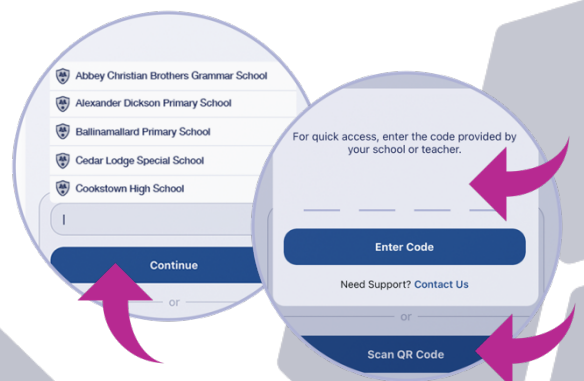 Abbey Christian Brothers Grammar School
Alexander Dickson Primary School
Ballinamallard Primary School
Cedar Lodge Special School
Cookstown High School
Continue
or
For quick access, enter the code provided by
your school or teacher.
Enter Code
Need Support? Contact Us
or
Scan QR Code